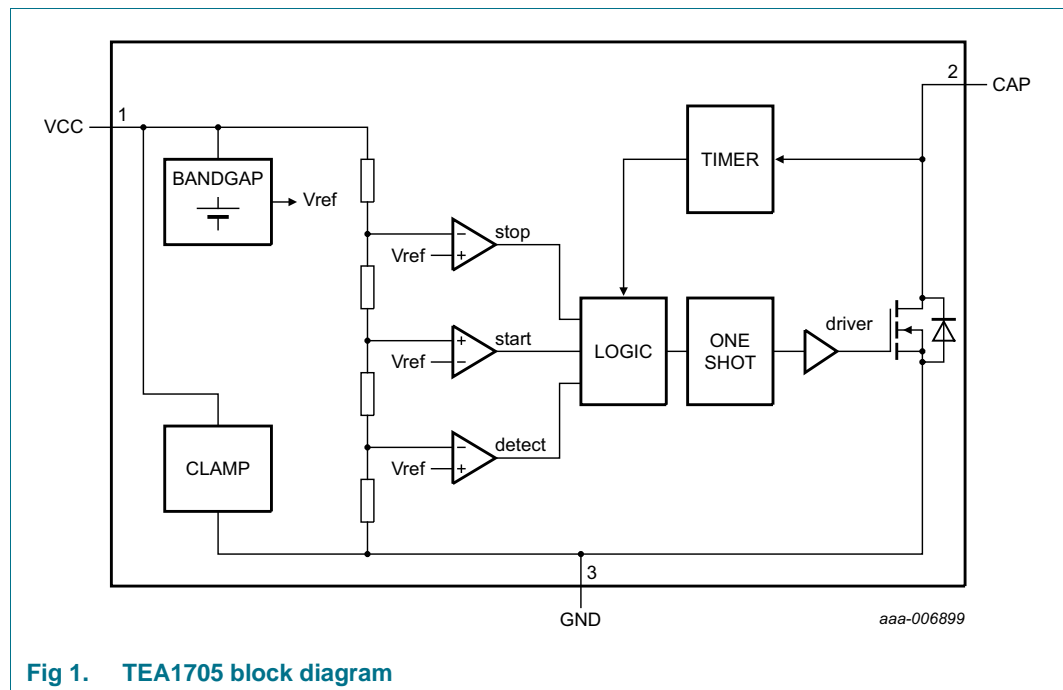 2
CAP
1
VCC
TIMER
BANDGAP
Vref
stop
Vref
start
Vref
detect
Vref
LOGIC
ONE
SHOT
driver
CLAMP
3
GND
aaa-006899
Fig 1. TEA1705 block diagram